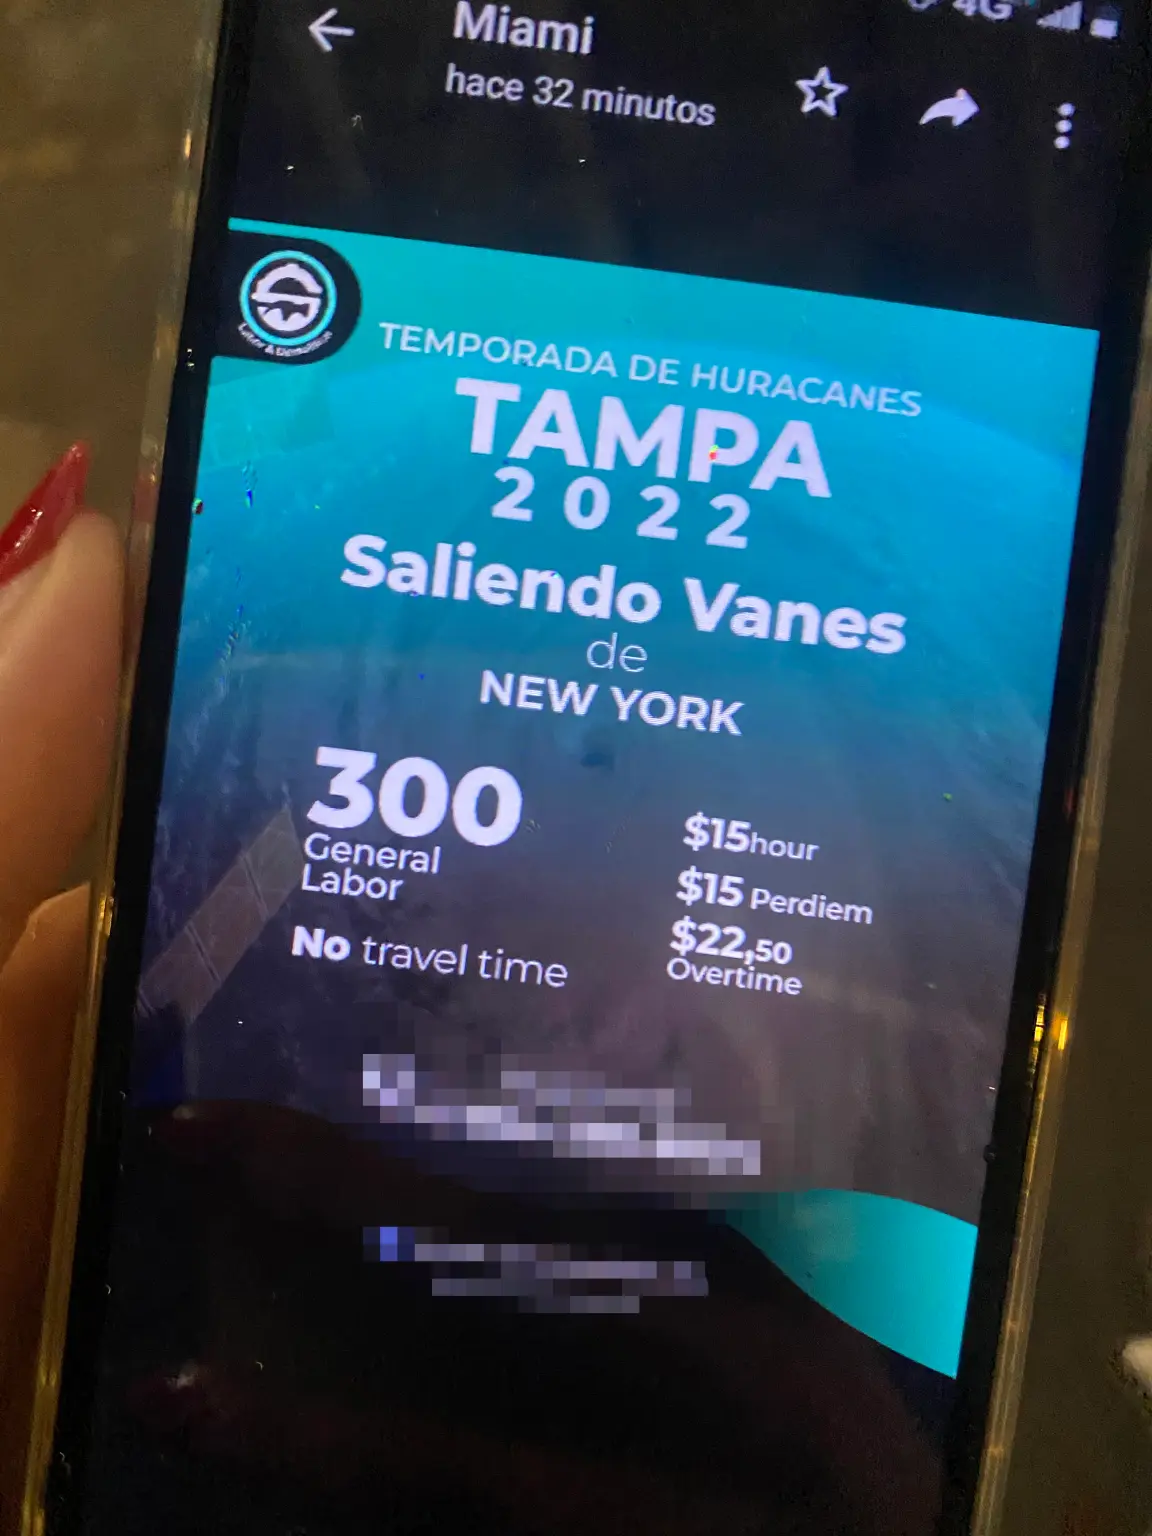 4G
Miami
hace 32 minutos
TEMPORADA DE HURACANES
TAMPA
2022
Saliendo Vanes
de
NEW YORK
300
General
Labor
No travel time
$15hour
$15 Perdiem
$22,50
Overtime